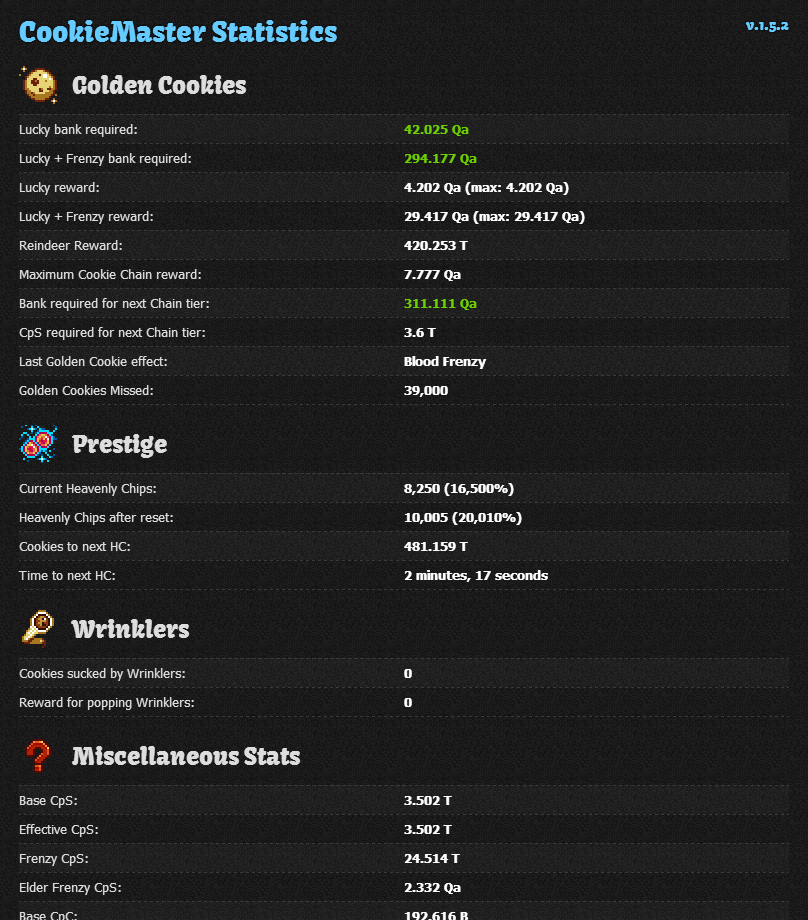 CookieMaster Statistics
v.1.5.2
Golden Cookies
Lucky bank required: 42.025 Qa
Lucky + Frenzy bank required: 294.177 Qa
Lucky reward: 4.202 Qa (max: 4.202 Qa)
Lucky + Frenzy reward: 29.417 Qa (max: 29.417 Qa)
Reindeer Reward: 420.253 T
Maximum Cookie Chain reward: 7.777 Qa
Bank required for next Chain tier: 311.111 Qa
CpS required for next Chain tier: 3.6 T
Last Golden Cookie effect: Blood Frenzy
Golden Cookies Missed: 39,000
Prestige
Current Heavenly Chips: 8,250 (16,500%)
Heavenly Chips after reset: 10,005 (20,010%)
Cookies to next HC: 481.159 T
Time to next HC: 2 minutes, 17 seconds
Wrinklers
Cookies sucked by Wrinklers: 0
Reward for popping Wrinklers: 0
Miscellaneous Stats
Base CpS: 3.502 T
Effective CpS: 3.502 T
Frenzy CpS: 24.514 T
Elder Frenzy CpS: 2.332 Qa
Base CpC: 192.616 B